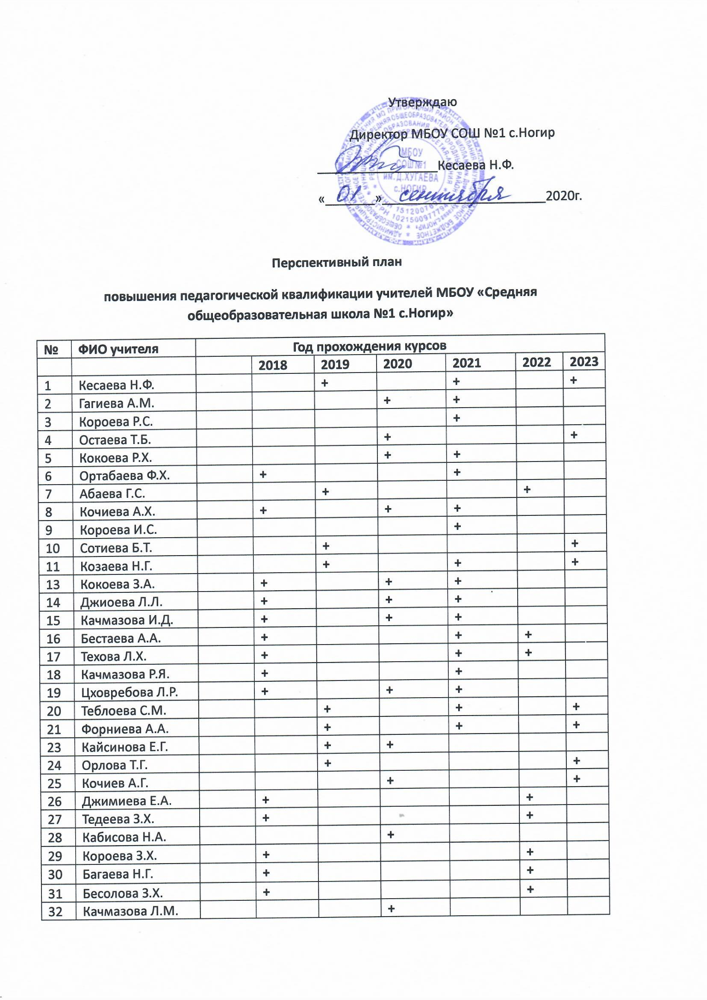 Утверждаю
Директор МБОУ СОШ №1 с.Ногир
Кесаева Н.Ф.
«01» сентября 2020г.
МБОУ
СОШ №1
им.Д.ХУГАЕВА
с.НОГИР
Перспективный план
повышения педагогической квалификации учителей МБОУ «Средняя
общеобразовательная школа №1 с.Ногир»
№ ФИО учителя Год прохождения курсов
2018 2019 2020 2021 2022 2023
1 Кесаева Н.Ф. + + +
2 Гагиева А.М. + +
3 Короева Р.С. +
4 Остаева Т.Б. + +
5 Кокоева Р.Х. + +
6 Ортабаева Ф.Х. + +
7 Абаева Г.С. + +
8 Кочиева А.Х. + + +
9 Короева И.С. +
10 Сотиева Б.Т. + +
11 Козаева Н.Г. + + +
13 Кокоева З.А. + + +
14 Джиоева Л.Л. + + +
15 Качмазова И.Д. + + +
16 Бестаева А.А. + + +
17 Техова Л.Х. + + +
18 Качмазова Р.Я. + +
19 Цховребова Л.Р. + + +
20 Теблоева С.М. + + +
21 Форниева А.А. + + +
23 Кайсинова Е.Г. + +
24 Орлова Т.Г. + +
25 Кочиев А.Г. + +
26 Джимиева Е.А. + +
27 Тедеева З.Х. + +
28 Кабисова Н.А. +
29 Короева З.Х. + +
30 Багаева Н.Г. + +
31 Бесолова З.Х. + +
32 Качмазова Л.М. +